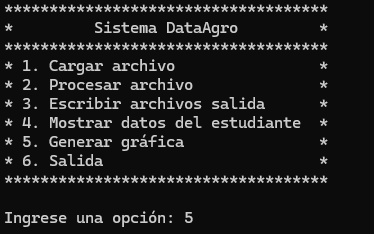 ************************************
*         Sistema DataAgro         *
************************************
* 1. Cargar archivo                *
* 2. Procesar archivo              *
* 3. Escribir archivos salida      *
* 4. Mostrar datos del estudiante  *
* 5. Generar gráfica               *
* 6. Salida                        *
************************************
Ingrese una opción: 5